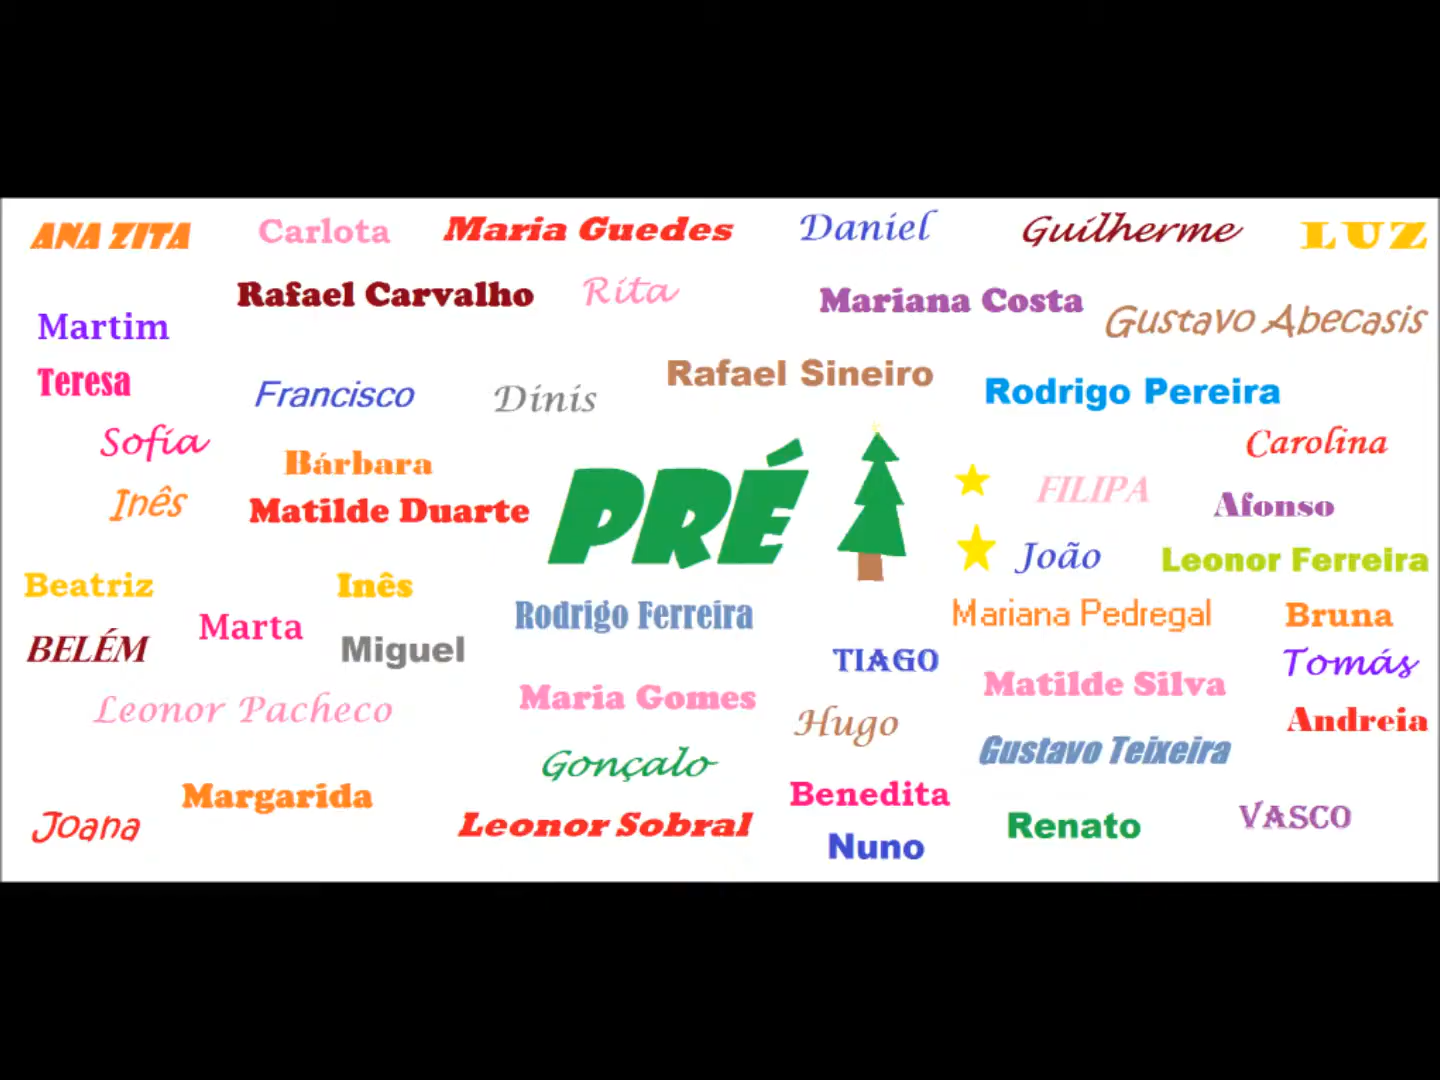 ANA ZITA
Carlota
Maria Guedes
Daniel
Guilherme
LUZ
Rafael Carvalho
Rita
Mariana Costa
Gustavo Abecasis
Martim
Teresa
Francisco
Dinis
Rafael Sineiro
Rodrigo Pereira
Sofia
Bárbara
Carolina
Inês
Matilde Duarte
PRÉ
FILIPA
Afonso
João
Leonor Ferreira
Beatriz
Inês
Marta
Rodrigo Ferreira
Mariana Pedregal
Bruna
BELÉM
Miguel
TIAGO
Tomás
Leonor Pacheco
Maria Gomes
Hugo
Matilde Silva
Andreia
Gonçalo
Gustavo Teixeira
Margarida
Benedita
Joana
Leonor Sobral
Nuno
Renato
VASCO